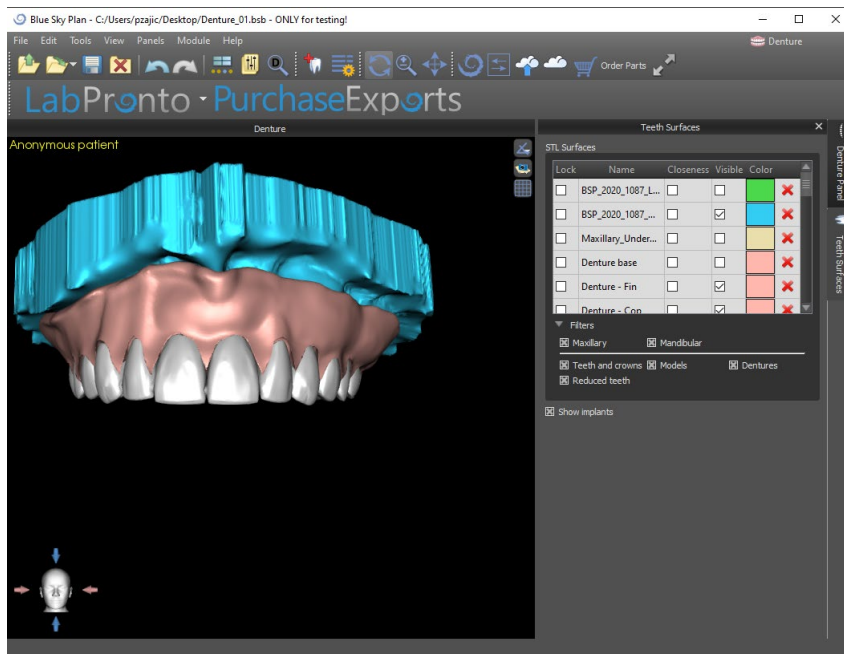 Blue Sky Plan - C:/Users/pzajic/Desktop/Denture_01.bsb - ONLY for testing!
File Edit Tools View Panels Module Help
Denture
D
Order Parts
LabPronto - PurchaseExports
Denture
Teeth Surfaces
Anonymous patient
STL Surfaces
Lock Name Closeness Visible Color
BSP_2020_1087_L...
BSP_2020_1087_...
Maxillary_Under...
Denture base
Denture - Fin
Denture - Con
Filters
Maxillary Mandibular
Teeth and crowns Models Dentures
Reduced teeth
Show implants
Denture Panel
Teeth Surfaces